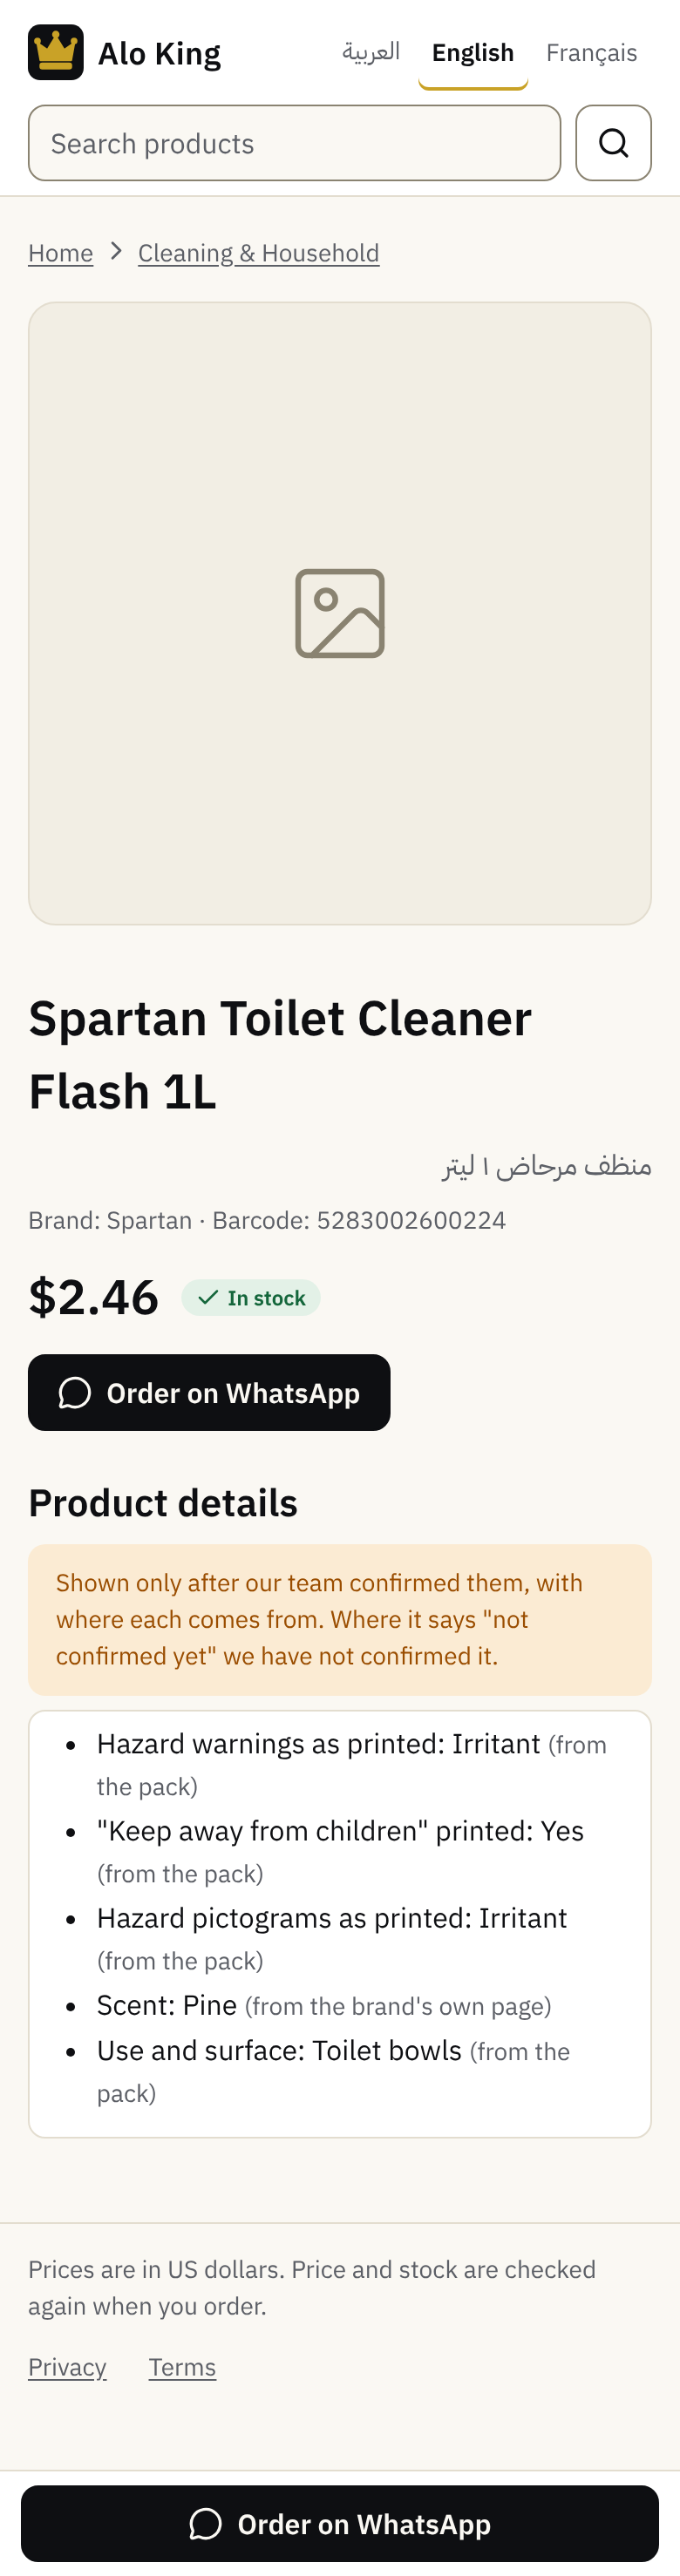 Alo King
العربية
English
Français
Search products
Home
Cleaning & Household
Spartan Toilet Cleaner
Flash 1L
منظف مرحاض ١ ليتر
Brand: Spartan · Barcode: 5283002600224
$2.46
In stock
Order on WhatsApp
Product details
Shown only after our team confirmed them, with
where each comes from. Where it says "not
confirmed yet" we have not confirmed it.
Hazard warnings as printed: Irritant (from
the pack)
"Keep away from children" printed: Yes
(from the pack)
Hazard pictograms as printed: Irritant
(from the pack)
Scent: Pine (from the brand's own page)
Use and surface: Toilet bowls (from the
pack)
Prices are in US dollars. Price and stock are checked
again when you order.
Privacy
Terms
Order on WhatsApp